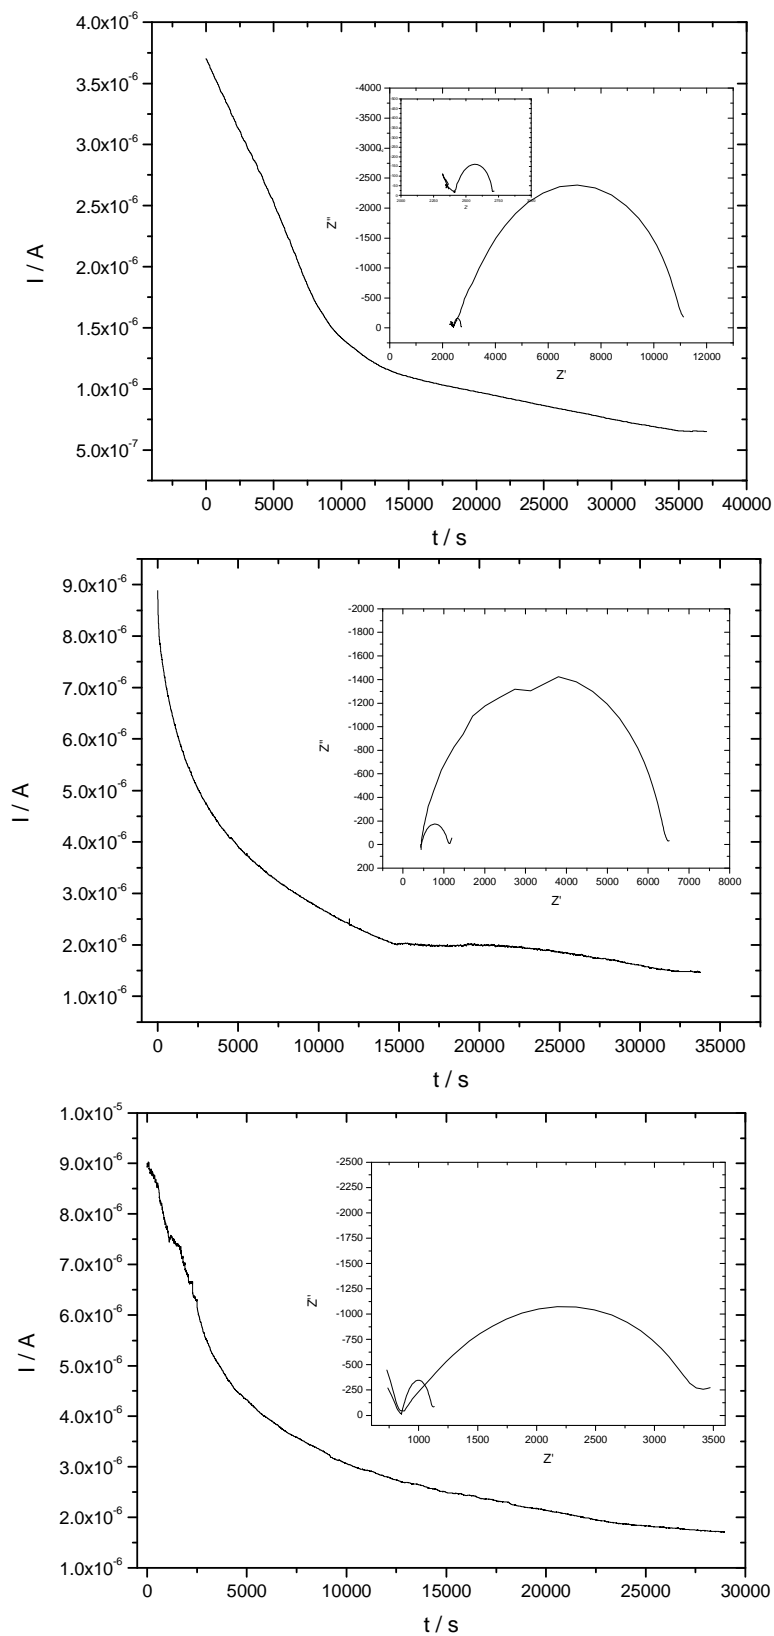 4.0x10⁻⁶
3.5x10⁻⁶
3.0x10⁻⁶
2.5x10⁻⁶
2.0x10⁻⁶
1.5x10⁻⁶
1.0x10⁻⁶
5.0x10⁻⁷
I / A
0 5000 10000 15000 20000 25000 30000 35000 40000
t / s
-4000
-3500
-3000
-2500
-2000
-1500
-1000
-500
0
Z''
0 2000 4000 6000 8000 10000 12000
Z'
9.0x10⁻⁶
8.0x10⁻⁶
7.0x10⁻⁶
6.0x10⁻⁶
5.0x10⁻⁶
4.0x10⁻⁶
3.0x10⁻⁶
2.0x10⁻⁶
1.0x10⁻⁶
I / A
0 5000 10000 15000 20000 25000 30000 35000
t / s
-2000
-1800
-1600
-1400
-1200
-1000
-800
-600
-400
-200
0
200
Z''
0 1000 2000 3000 4000 5000 6000 7000 8000
Z'
1.0x10⁻⁵
9.0x10⁻⁶
8.0x10⁻⁶
7.0x10⁻⁶
6.0x10⁻⁶
5.0x10⁻⁶
4.0x10⁻⁶
3.0x10⁻⁶
2.0x10⁻⁶
1.0x10⁻⁶
I / A
0 5000 10000 15000 20000 25000 30000
t / s
-2500
-2250
-2000
-1750
-1500
-1250
-1000
-750
-500
-250
0
Z''
1000 1500 2000 2500 3000 3500
Z'